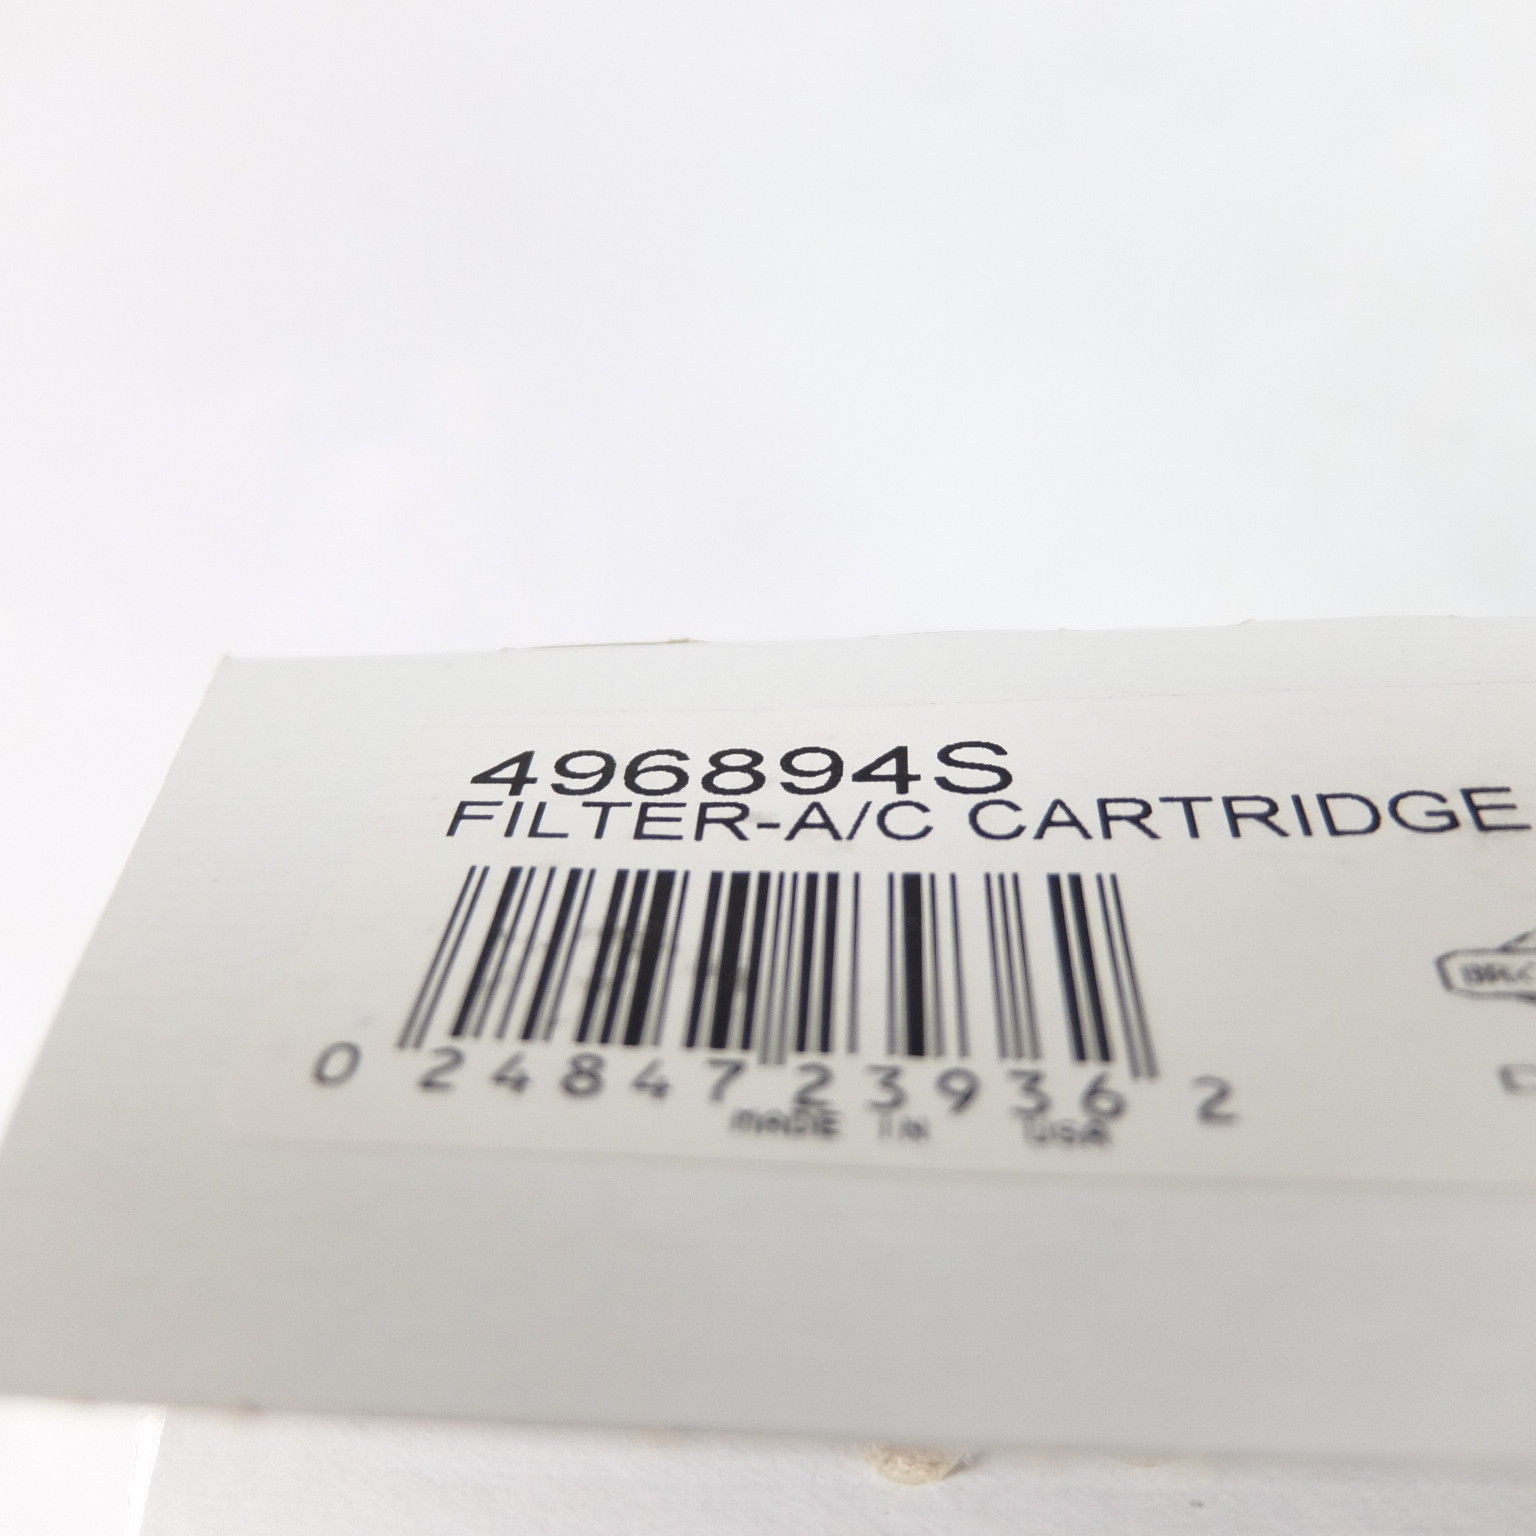 496894S
FILTER-A/C CARTRIDGE
0 24847 23936 2
MADE IN USA